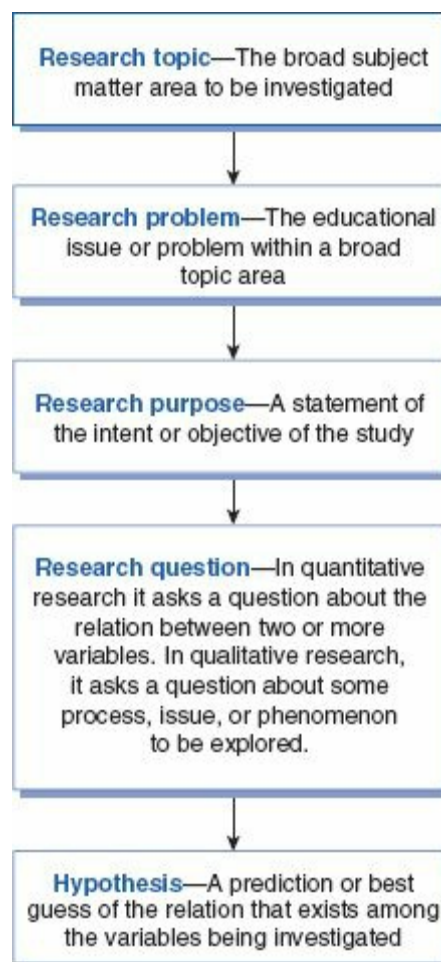 Research topic—The broad subject
matter area to be investigated
Research problem—The educational
issue or problem within a broad
topic area
Research purpose—A statement of
the intent or objective of the study
Research question—In quantitative
research it asks a question about the
relation between two or more
variables. In qualitative research,
it asks a question about some
process, issue, or phenomenon
to be explored.
Hypothesis—A prediction or best
guess of the relation that exists among
the variables being investigated